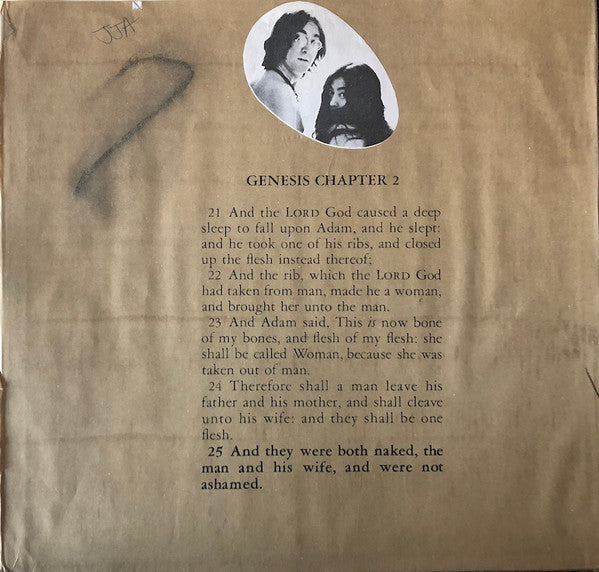 JJA
GENESIS CHAPTER 2
21 And the LORD God caused a deep
sleep to fall upon Adam, and he slept:
and he took one of his ribs, and closed
up the flesh instead thereof;
22 And the rib, which the LORD God
had taken from man, made he a woman,
and brought her unto the man.
23 And Adam said, This is now bone
of my bones, and flesh of my flesh: she
shall be called Woman, because she was
taken out of man.
24 Therefore shall a man leave his
father and his mother, and shall cleave
unto his wife: and they shall be one
flesh.
25 And they were both naked, the
man and his wife, and were not
ashamed.